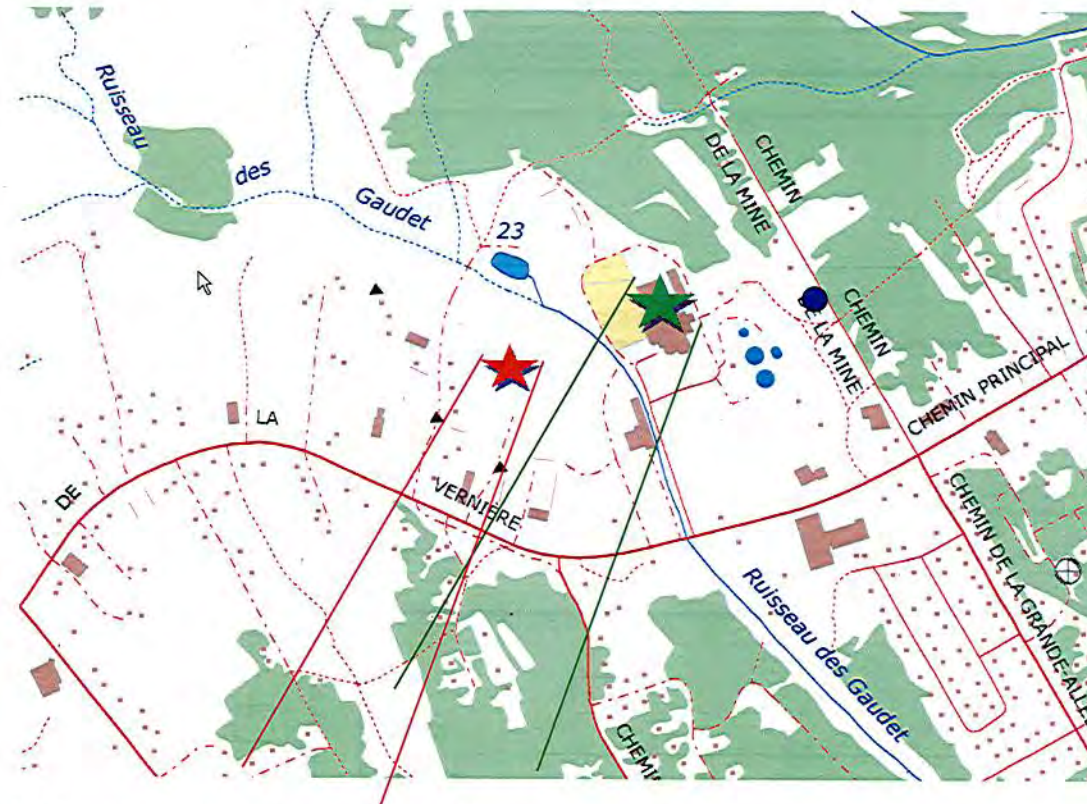 Ruisseau
des
Gaudet
23
CHEMIN
DE LA MINE
CHEMIN
DE LA MINE
CHEMIN PRINCIPAL
DE
LA
VERNIÈRE
CHEMIN DE LA GRANDE-ALLÉ
Ruisseau des Gaudet
CHEMIN